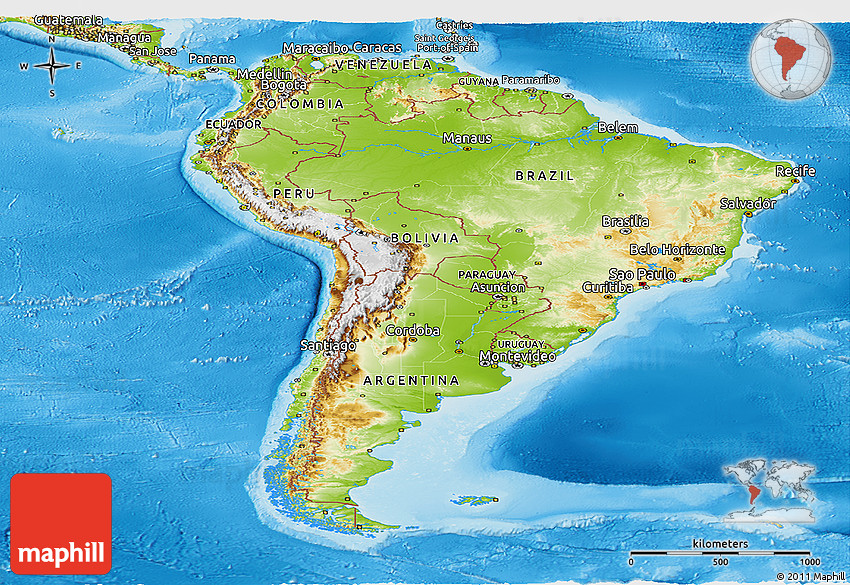 Guatemala
Managua
San Jose
Panama
N
W E
S
Castries
Saint George's
Port-of-Spain
Maracaibo Caracas
VENEZUELA
Medellin
Bogota
COLOMBIA
GUYANA Paramaribo
ECUADOR
Manaus
Belem
PERU
BRAZIL
Recife
Salvador
BOLIVIA
Brasilia
Belo Horizonte
PARAGUAY
Asuncion
Sao Paulo
Curitiba
Santiago
Cordoba
URUGUAY
Montevideo
ARGENTINA
maphill
kilometers
0 500 1000
© 2011 Maphill